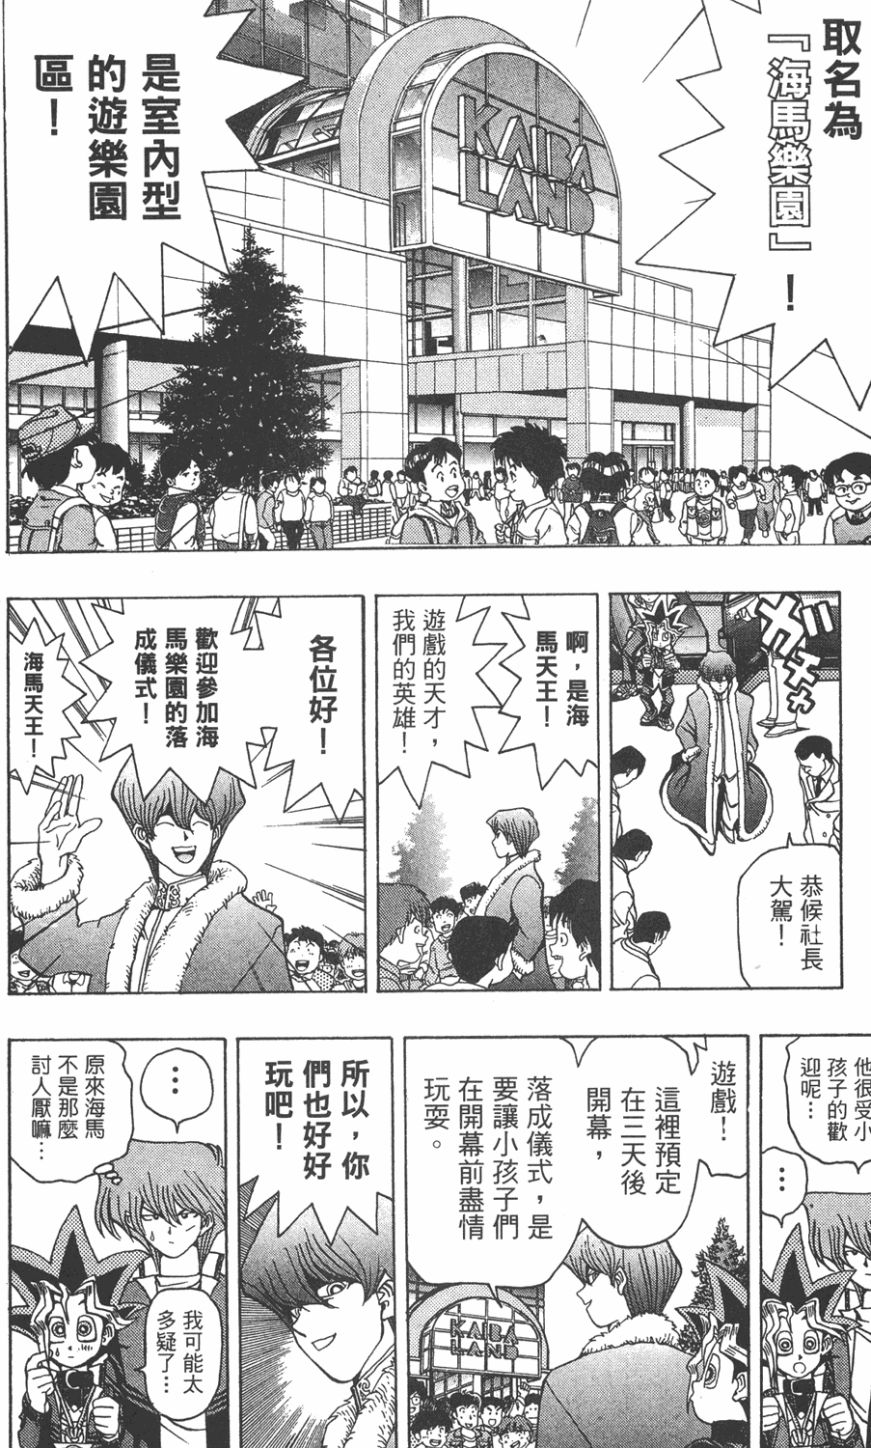 取名為
「海馬樂園」！
是室內型
的遊樂園
區！
KAIBA
LAND
ガチャ
恭候社長
大駕！
啊，是海
馬天王！
遊戲的天才，
我們的英雄！
各位好！
歡迎參加海
馬樂園的落
成儀式！
海馬天王！
他很受小
孩子的歡
迎呢…
…
遊戲！
這裡預定
在三天後
開幕，
落成儀式，是
要讓小孩子們
在開幕前盡情
玩耍。
KAIBA
LAND
所以，你
們也好好
玩吧！
…
原來海馬
不是那麼
討人厭嘛…
我可能太
多疑了…